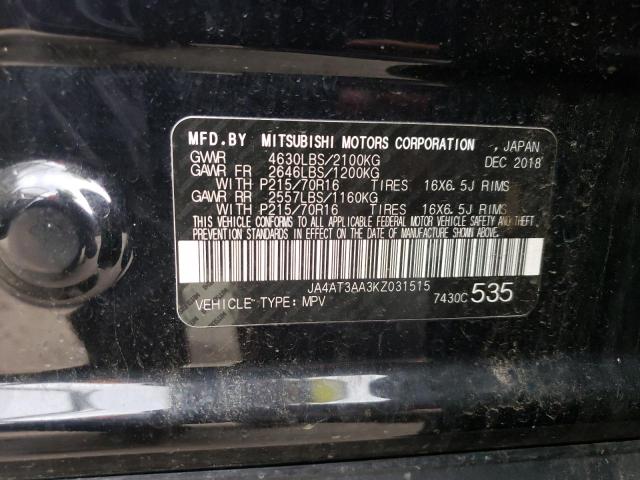 MFD.BY MITSUBISHI MOTORS CORPORATION , JAPAN
GVWR 4630LBS/2100KG DEC 2018
GAWR FR 2646LBS/1200KG
WITH P215/70R16 TIRES 16X6.5J RIMS
GAWR RR 2557LBS/1160KG
WITH P215/70R16 TIRES 16X6.5J RIMS
THIS VEHICLE CONFORMS TO ALL APPLICABLE FEDERAL MOTOR VEHICLE SAFETY AND THEFT
PREVENTION STANDARDS IN EFFECT ON THE DATE OF MANUFACTURE SHOWN ABOVE.
JA4AT3AA3KZ031515
VEHICLE TYPE: MPV 7430C 535